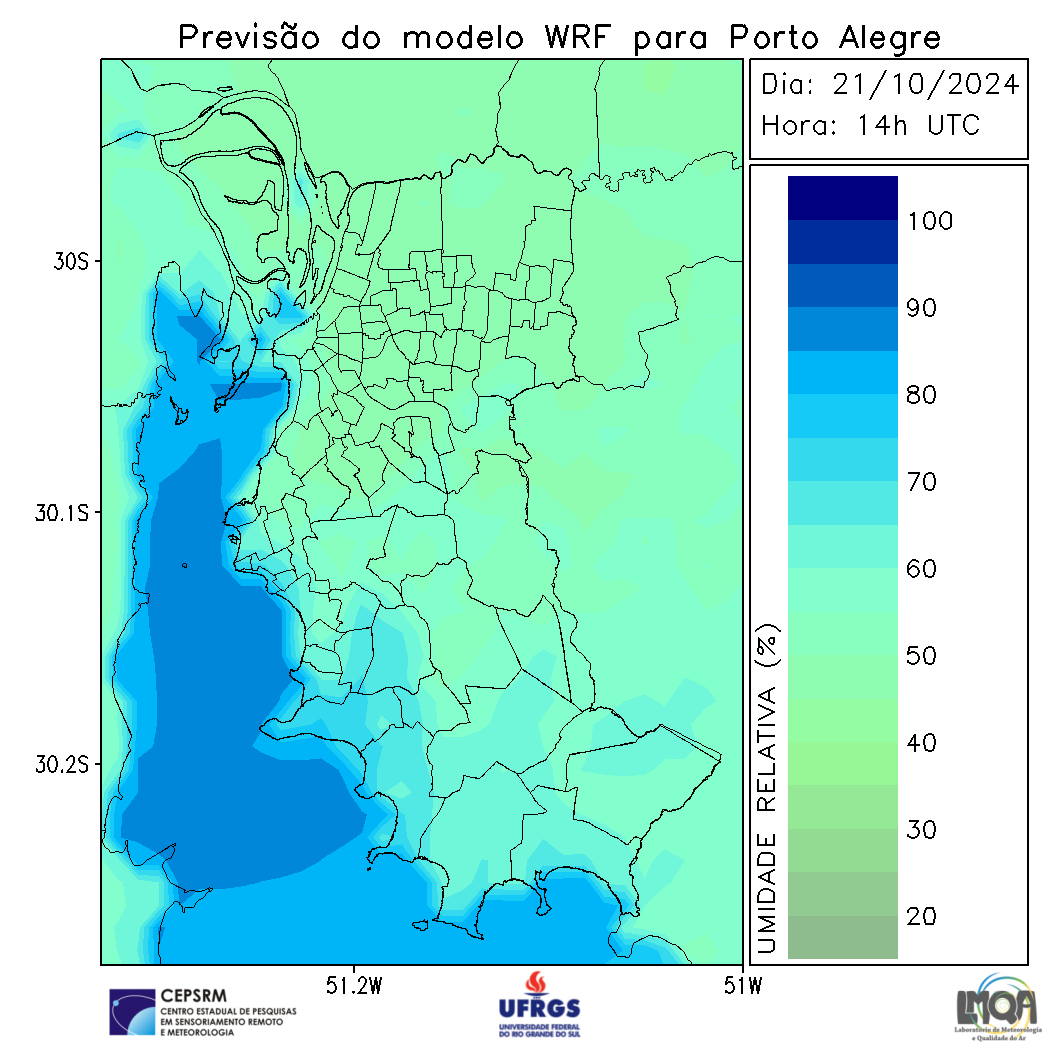 Previsão do modelo WRF para Porto Alegre
Dia: 21/10/2024
Hora: 14h UTC
30S
30.1S
30.2S
51.2W
51W
UMIDADE RELATIVA (%)
100
90
80
70
60
50
40
30
20
CEPSRM
CENTRO ESTADUAL DE PESQUISAS
EM SENSORIAMENTO REMOTO
E METEOROLOGIA
UFRGS
UNIVERSIDADE FEDERAL
DO RIO GRANDE DO SUL
LMQA
Laboratório de Meteorologia
e Qualidade do Ar